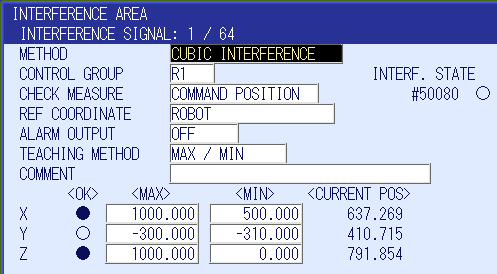 INTERFERENCE AREA
INTERFERENCE SIGNAL: 1 / 64
METHOD CUBIC INTERFERENCE
CONTROL GROUP R1 INTERF. STATE
CHECK MEASURE COMMAND POSITION #50080
REF COORDINATE ROBOT
ALARM OUTPUT OFF
TEACHING METHOD MAX / MIN
COMMENT
<OK> <MAX> <MIN> <CURRENT POS>
X 1000.000 500.000 637.269
Y -300.000 -310.000 410.715
Z 1000.000 0.000 791.854